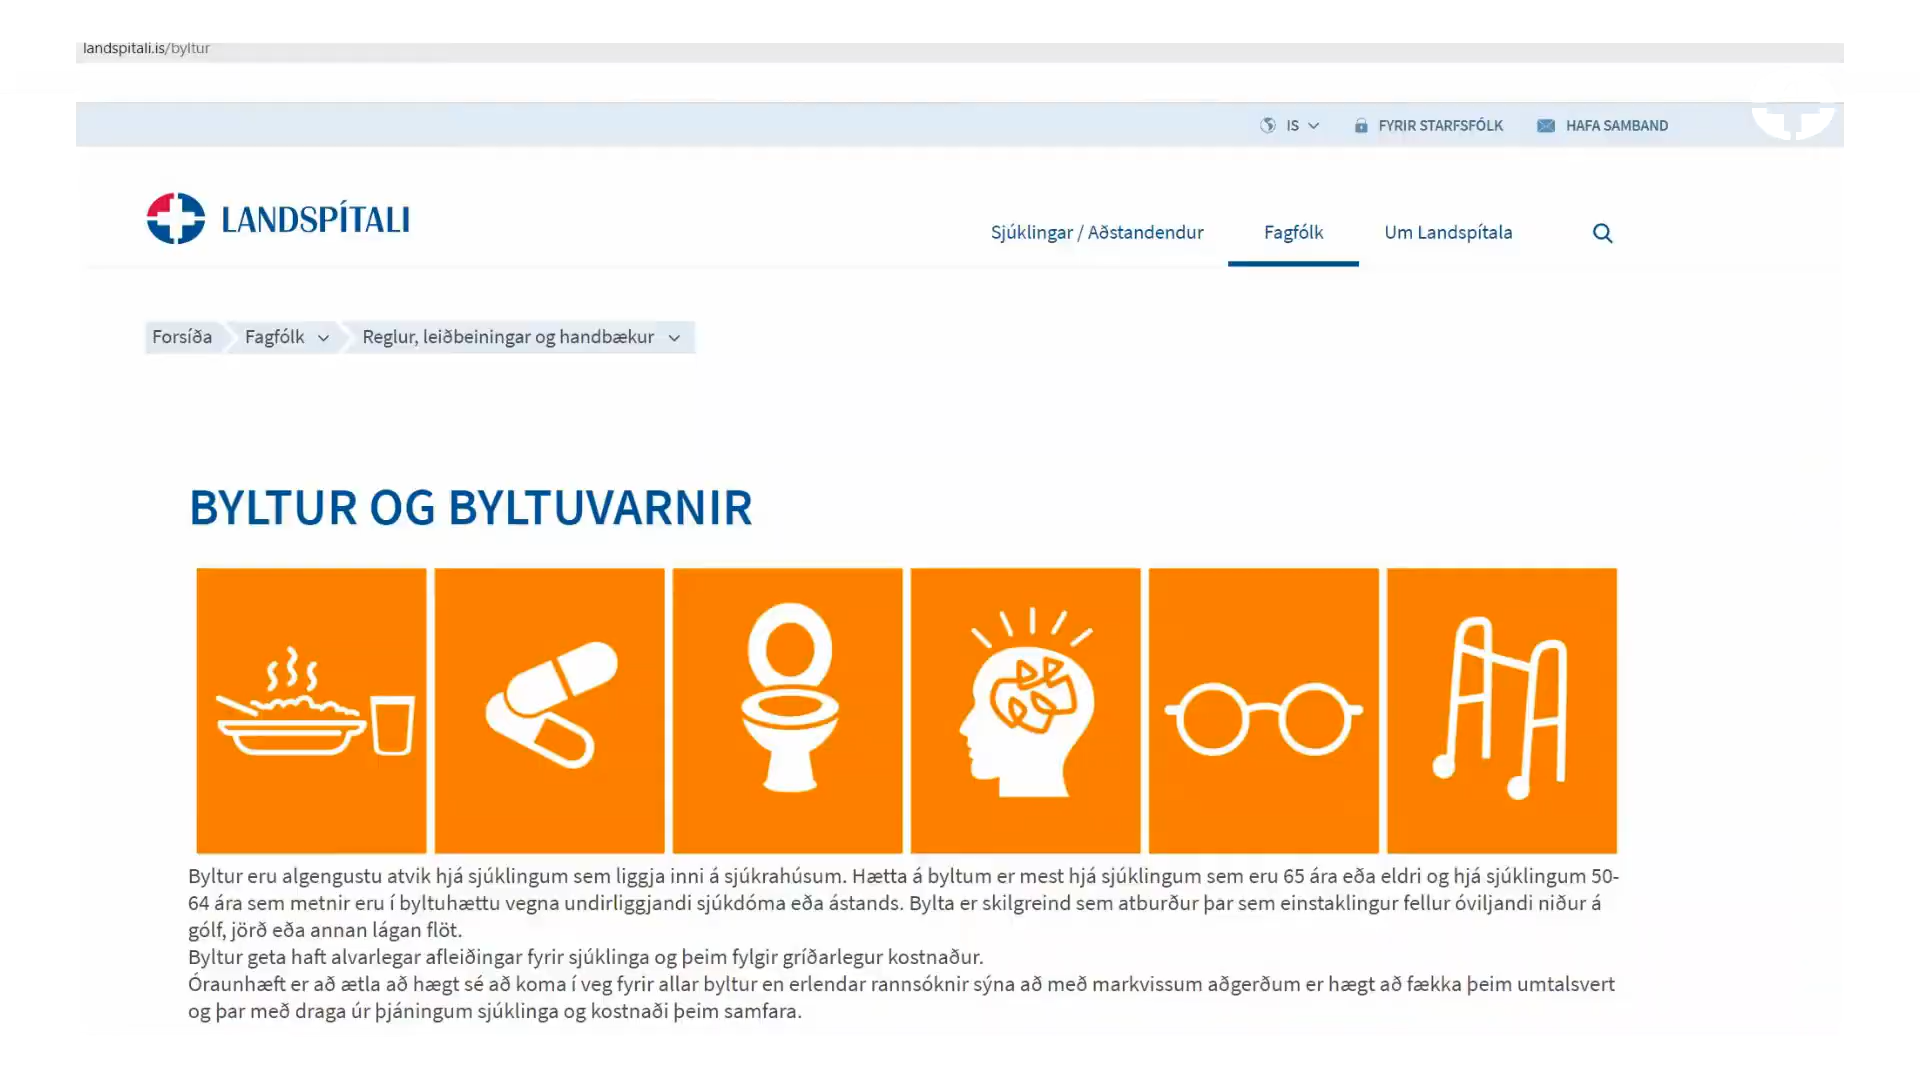 landspitali.is/byltur
IS
FYRIR STARFSFÓLK
HAFA SAMBAND
LANDSPÍTALI
Sjúklingar / Aðstandendur
Fagfólk
Um Landspítala
Forsíða
Fagfólk
Reglur, leiðbeiningar og handbækur
BYLTUR OG BYLTUVARNIR
Byltur eru algengustu atvik hjá sjúklingum sem liggja inni á sjúkrahúsum. Hætta á byltum er mest hjá sjúklingum sem eru 65 ára eða eldri og hjá sjúklingum 50-
64 ára sem metnir eru í byltuhættu vegna undirliggjandi sjúkdóma eða ástands. Bylta er skilgreind sem atburður þar sem einstaklingur fellur óviljandi niður á
gólf, jörð eða annan lágan flöt.
Byltur geta haft alvarlegar afleiðingar fyrir sjúklinga og þeim fylgir gríðarlegur kostnaður.
Óraunhæft er að ætla að hægt sé að koma í veg fyrir allar byltur en erlendar rannsóknir sýna að með markvissum aðgerðum er hægt að fækka þeim umtalsvert
og þar með draga úr þjáningum sjúklinga og kostnaði þeim samfara.